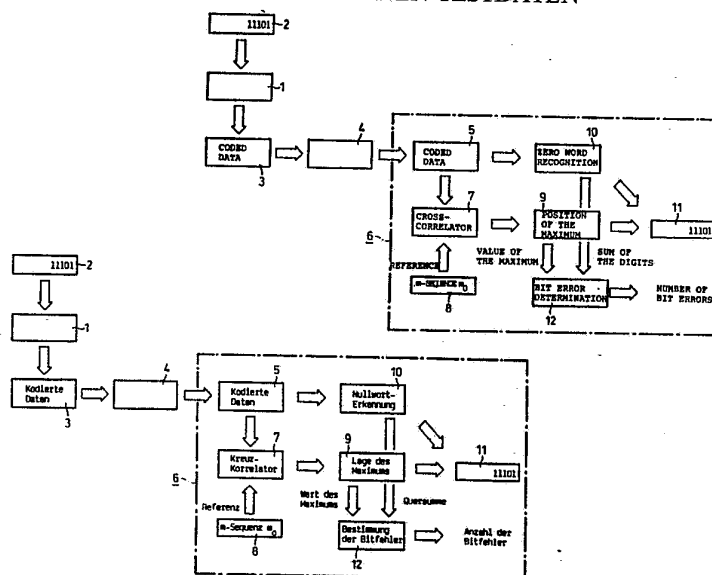 TESTDATEN
11101 2
1
4
CODED
DATA
3
5
CODED
DATA
10
ZERO WORD
RECOGNITION
7
CROSS-
CORRELATOR
9
POSITION
OF THE
MAXIMUM
11
11101
6
VALUE OF
THE MAXIMUM
SUM OF
THE DIGITS
REFERENCE
m-SEQUENCE m0
8
BIT ERROR
DETERMINATION
12
NUMBER OF
BIT ERRORS
11101 2
1
4
Kodierte
Daten
3
5
Kodierte
Daten
10
Nullwort-
Erkennung
7
Kreuz-
Korrelator
9
Lage des
Maximums
11
11101
6
Referenz
Wert des
Maximums
Quersumme
m-Sequenz m0
8
Bestimmung
der Bitfehler
12
Anzahl der
Bitfehler